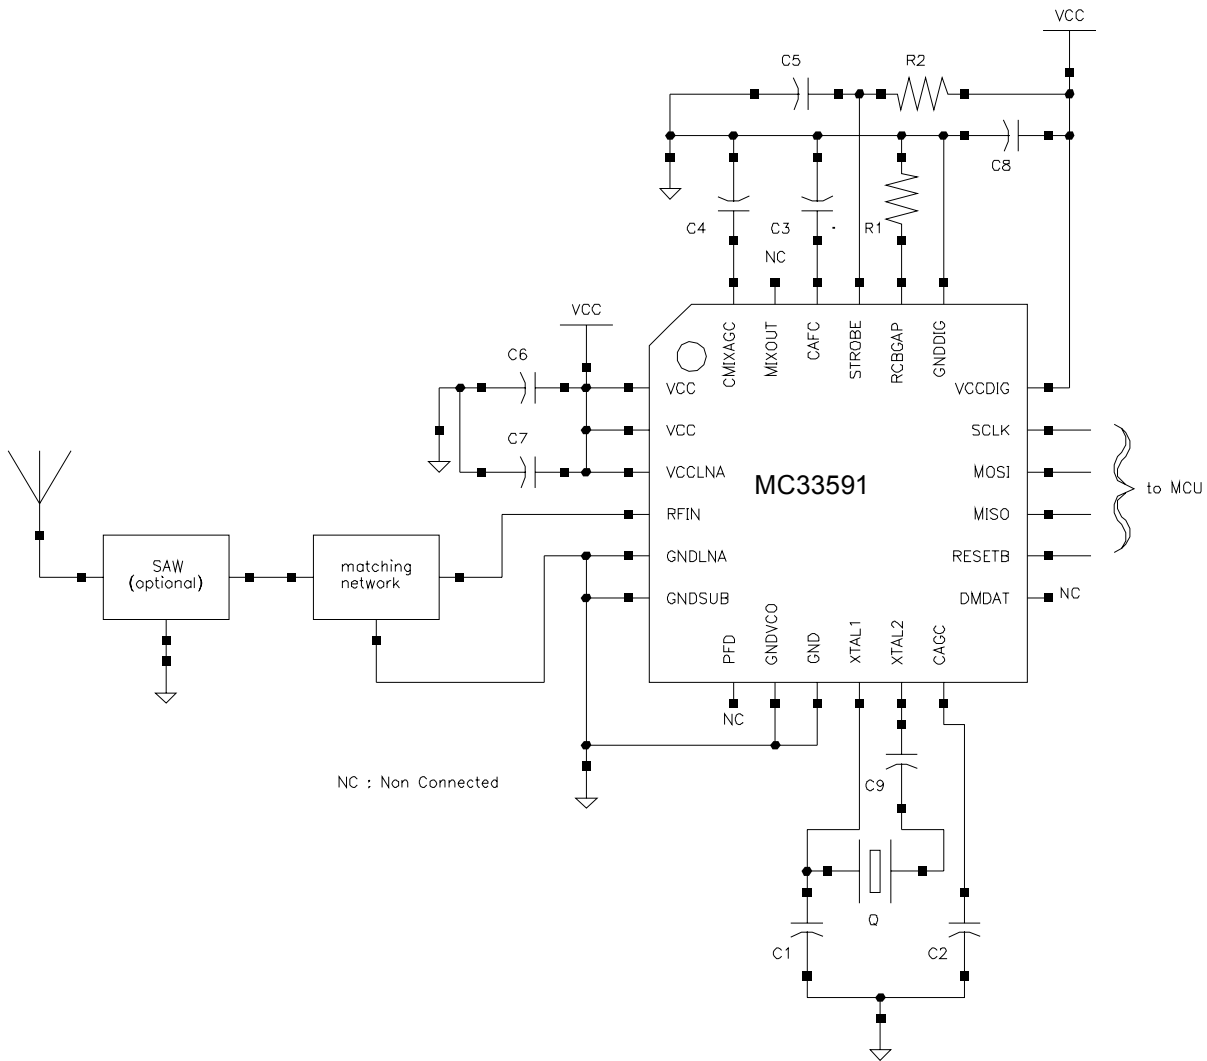 VCC
C5
R2
C8
C4
C3
R1
NC
VCC
C6
C7
CMIXAGC
MIXOUT
CAFC
STROBE
RCBGAP
GNDDIG
VCC
VCC
VCCLNA
RFIN
GNDLNA
GNDSUB
MC33591
VCCDIG
SCLK
MOSI
MISO
RESETB
DMDAT
to MCU
NC
SAW
(optional)
matching
network
PFD
GNDVCO
GND
XTAL1
XTAL2
CAGC
NC
NC : Non Connected
C9
Q
C1
C2